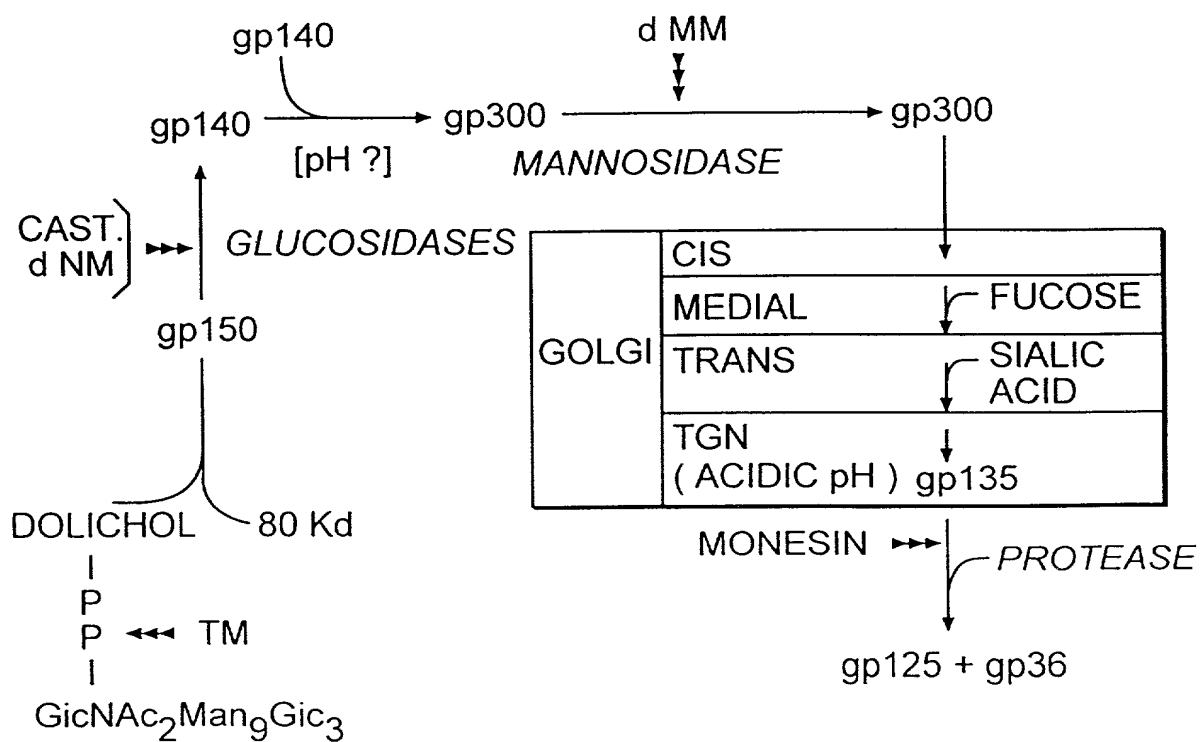 gp140
d MM
gp140
gp300
gp300
[pH ?]
MANNOSIDASE
CAST.
d NM
GLUCOSIDASES
gp150
GOLGI
CIS
MEDIAL
FUCOSE
TRANS
SIALIC
ACID
TGN
( ACIDIC pH ) gp135
DOLICHOL
80 Kd
P
P
TM
GicNAc2Man9Gic3
MONESIN
PROTEASE
gp125 + gp36